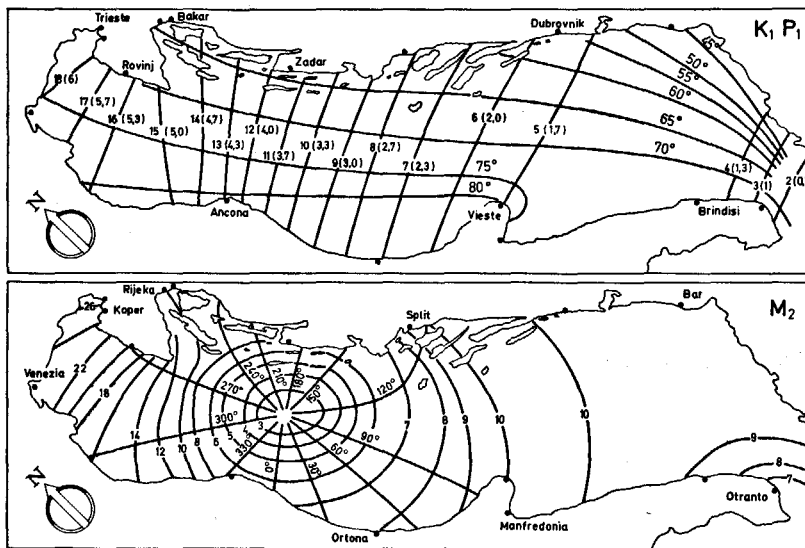 Trieste
Bakar
Dubrovnik
K₁ P₁
Rovinj
Zadar
45°
50°
55°
60°
65°
70°
75°
80°
18(6)
17(5,7)
16(5,3)
15(5,0)
14(4,7)
13(4,3)
12(4,0)
11(3,7)
10(3,3)
9(3,0)
8(2,7)
7(2,3)
6(2,0)
5(1,7)
4(1,3)
3(1)
2(0,
Ancona
Vieste
Brindisi
N
Rijeka
Koper
26
Split
Bar
M₂
Venezia
22
18
14
12
10
8
6
5
3
270°
240°
210°
180°
150°
120°
300°
330°
0°
30°
60°
90°
7
8
9
10
10
9
8
7
Otranto
Manfredonia
Ortona
N